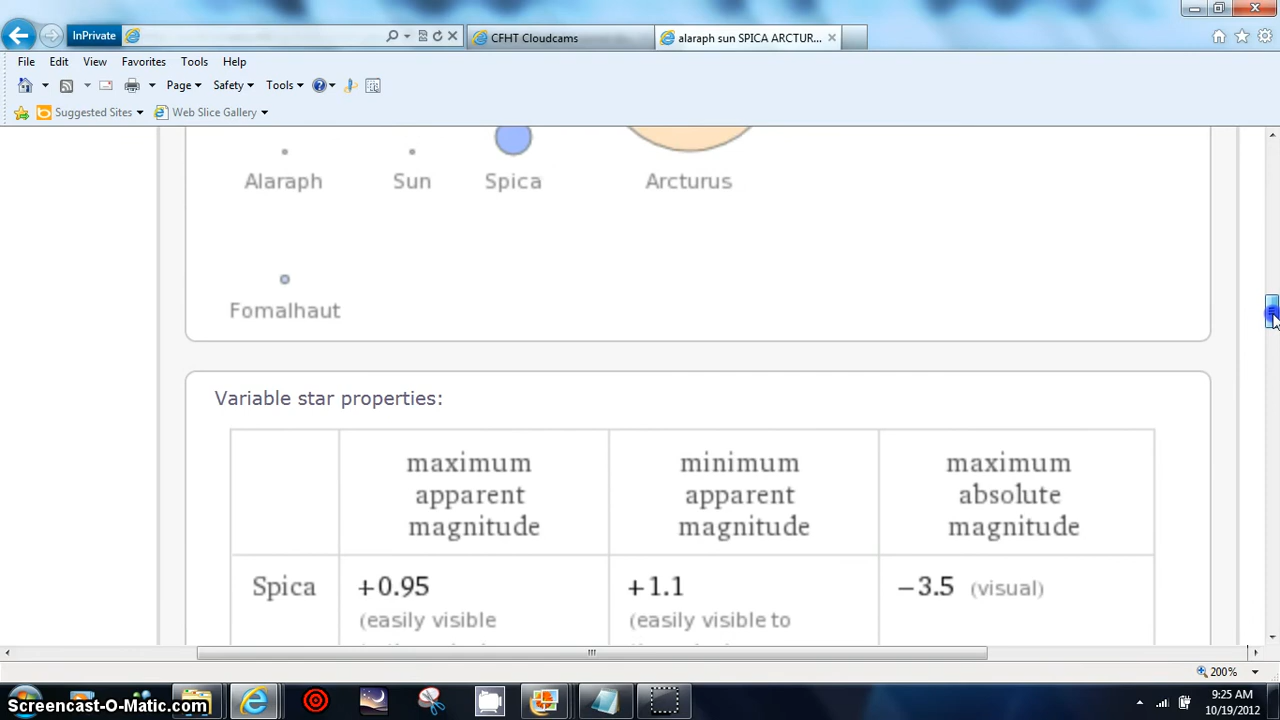 InPrivate
CFHT Cloudcams
alaraph sun SPICA ARCTUR...
File Edit View Favorites Tools Help
Page Safety Tools
Suggested Sites Web Slice Gallery
Alaraph Sun Spica Arcturus
Fomalhaut
Variable star properties:
maximum apparent magnitude
minimum apparent magnitude
maximum absolute magnitude
Spica +0.95 +1.1 −3.5 (visual)
(easily visible (easily visible to
200%
9:25 AM
10/19/2012
Screencast-O-Matic.com